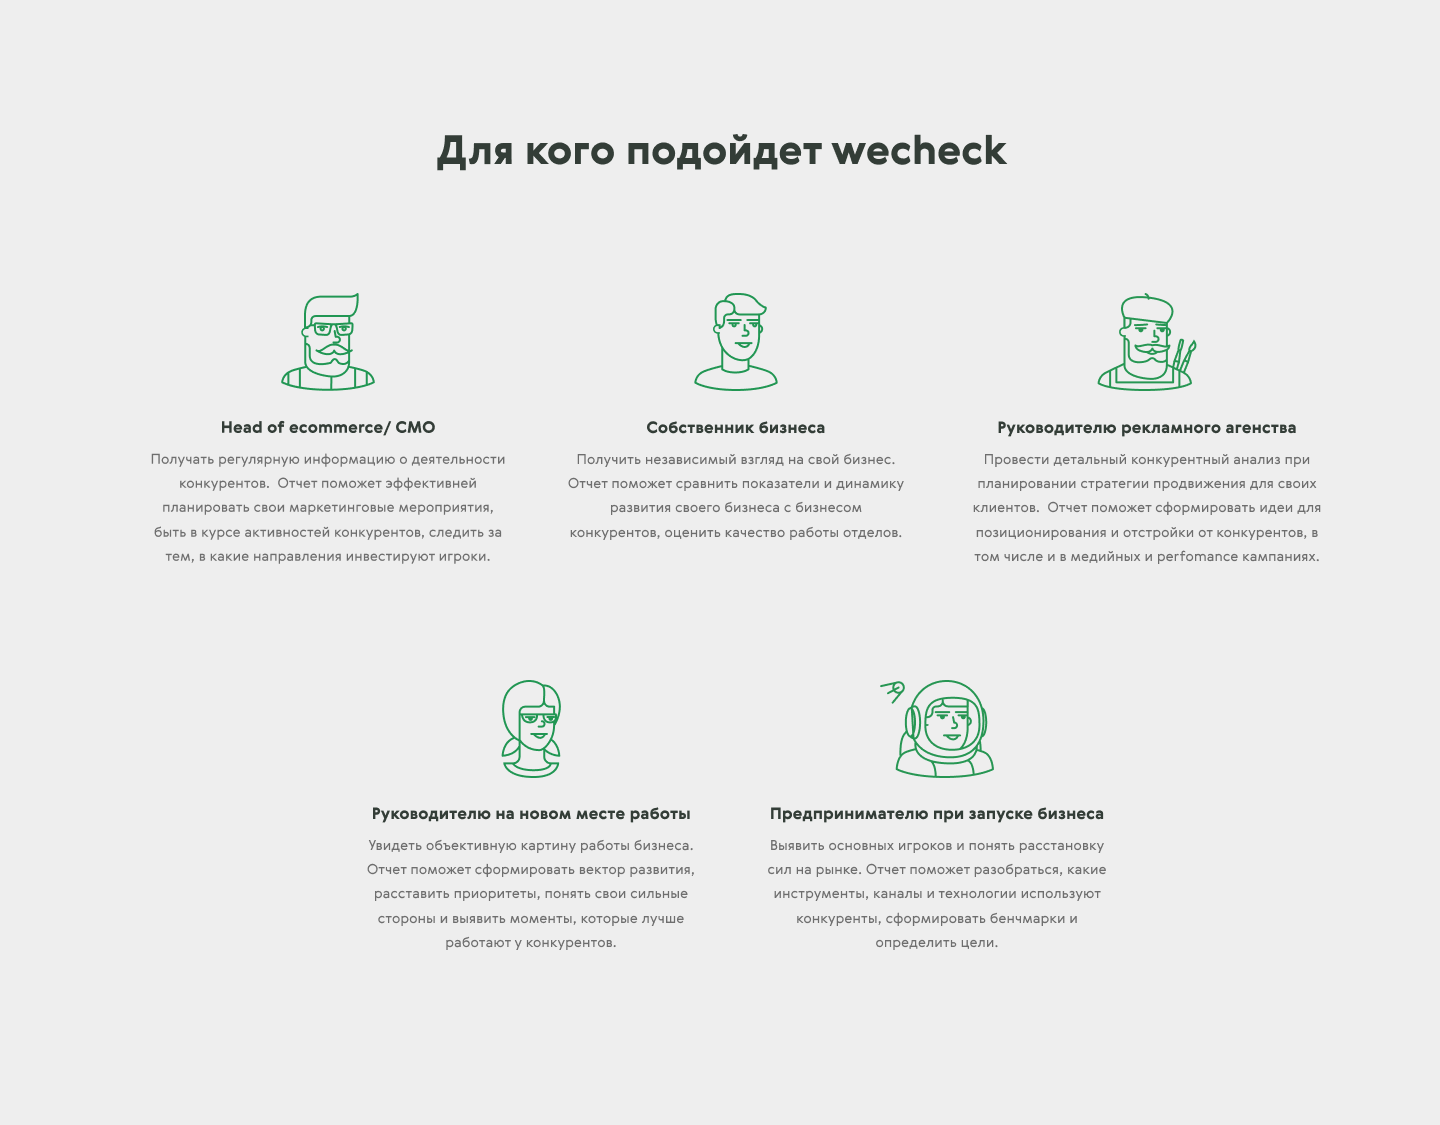 Для кого подойдет wecheck
Head of ecommerce/ CMO
Получать регулярную информацию о деятельности
конкурентов.  Отчет поможет эффективней
планировать свои маркетинговые мероприятия,
быть в курсе активностей конкурентов, следить за
тем, в какие направления инвестируют игроки.
Собственник бизнеса
Получить независимый взгляд на свой бизнес.
Отчет поможет сравнить показатели и динамику
развития своего бизнеса с бизнесом
конкурентов, оценить качество работы отделов.
Руководителю рекламного агенства
Провести детальный конкурентный анализ при
планировании стратегии продвижения для своих
клиентов.  Отчет поможет сформировать идеи для
позиционирования и отстройки от конкурентов, в
том числе и в медийных и perfomance кампаниях.
Руководителю на новом месте работы
Увидеть объективную картину работы бизнеса.
Отчет поможет сформировать вектор развития,
расставить приоритеты, понять свои сильные
стороны и выявить моменты, которые лучше
работают у конкурентов.
Предпринимателю при запуске бизнеса
Выявить основных игроков и понять расстановку
сил на рынке. Отчет поможет разобраться, какие
инструменты, каналы и технологии используют
конкуренты, сформировать бенчмарки и
определить цели.